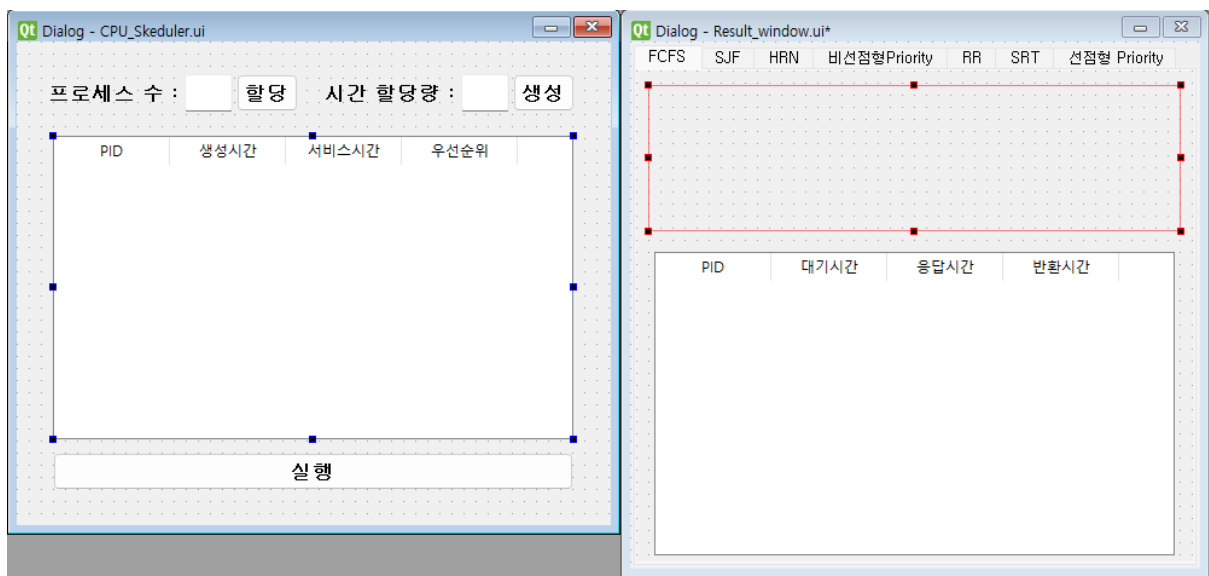 Qt Dialog - CPU_Skeduler.ui
프로세스 수 : 할당 시간 할당량 : 생성
PID 생성시간 서비스시간 우선순위
실행
Qt Dialog - Result_window.ui*
FCFS SJF HRN 비선점형Priority RR SRT 선점형 Priority
PID 대기시간 응답시간 반환시간